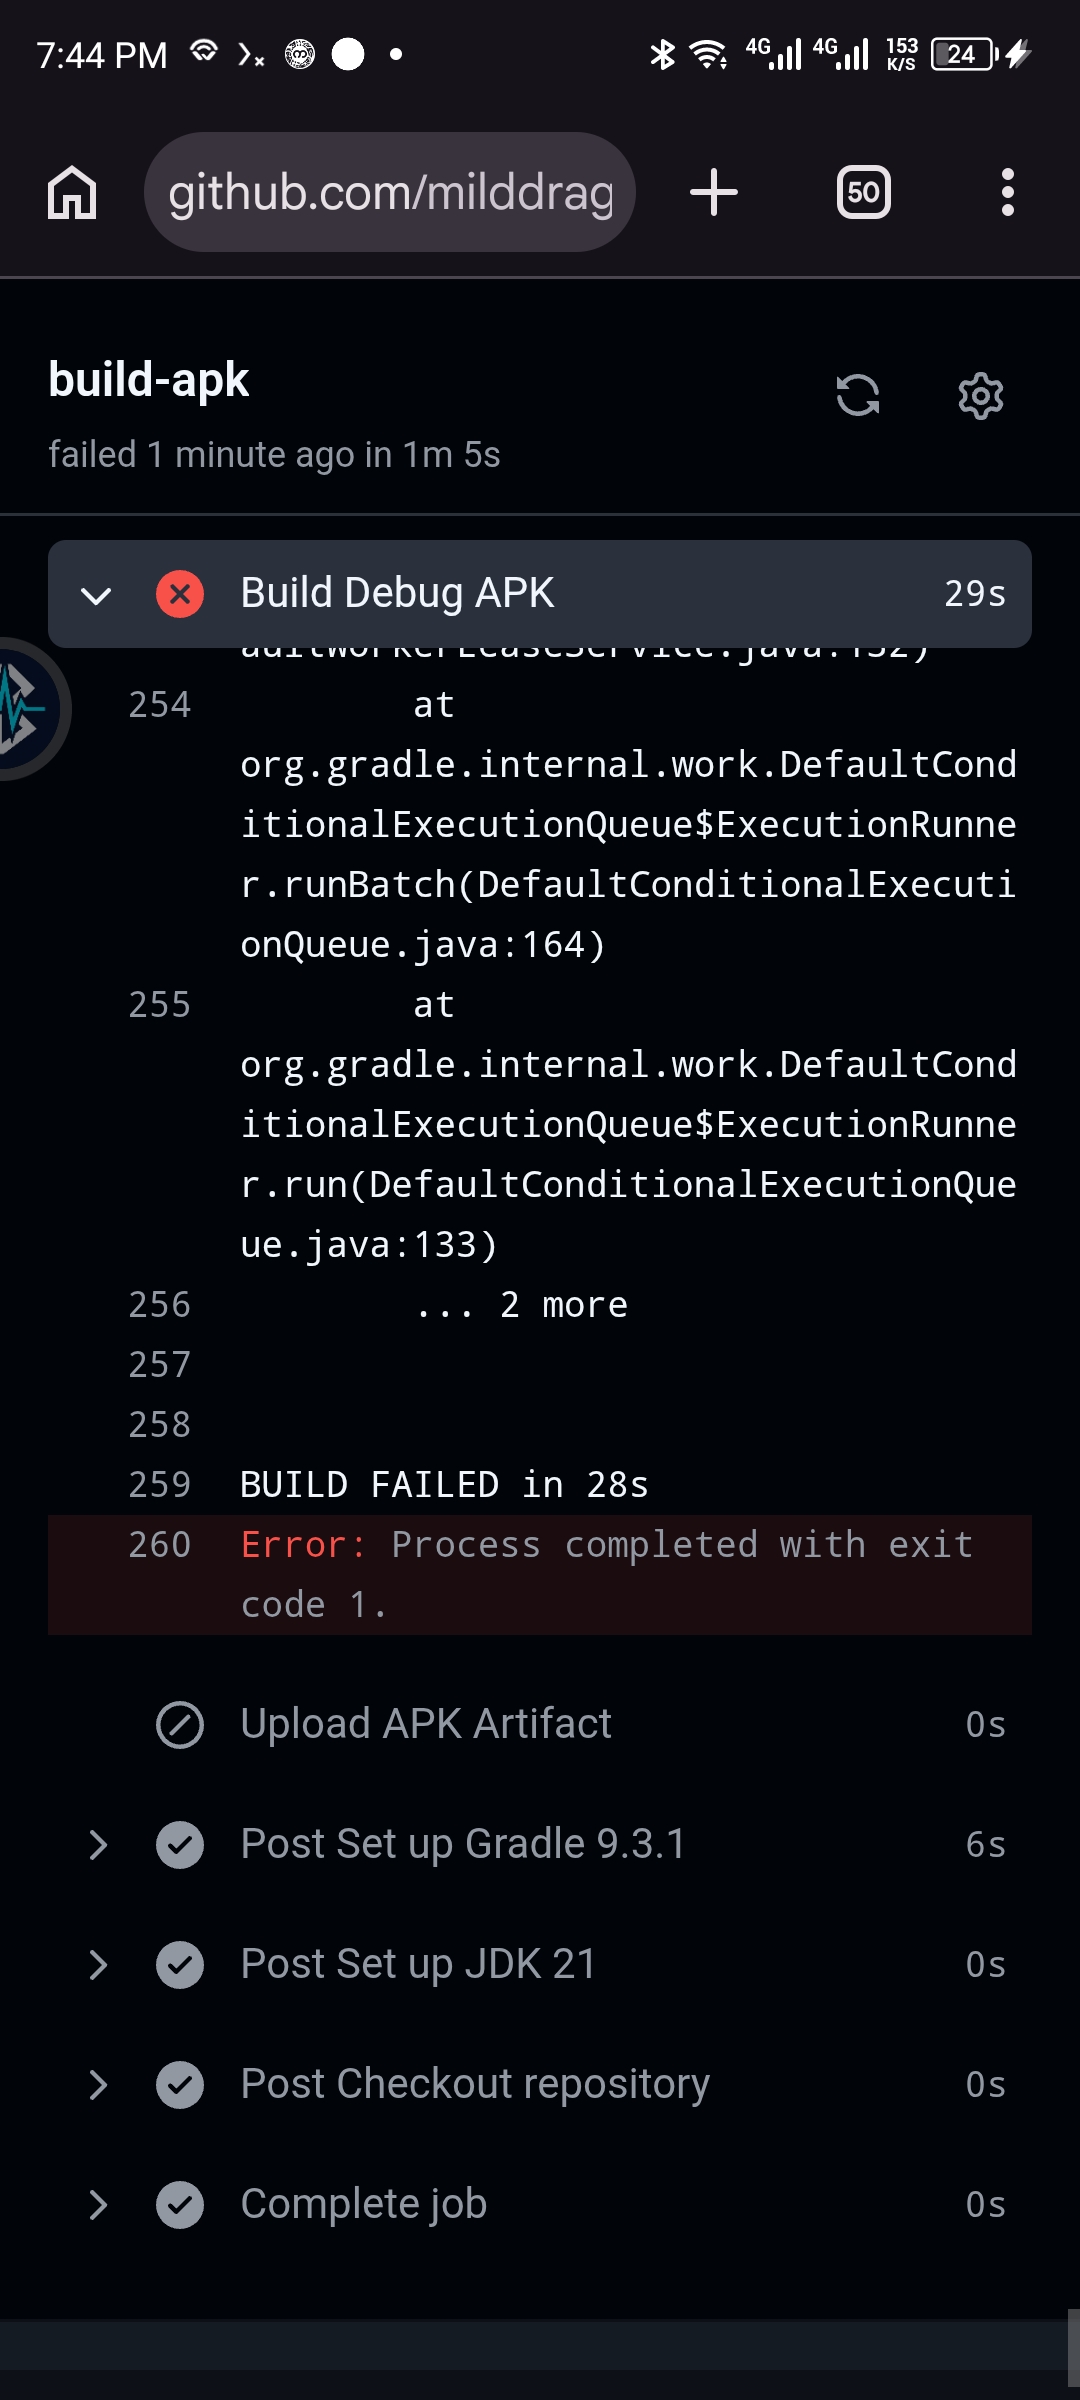 7:44 PM
4G 4G 153 K/S 24
github.com/milddrag
50
build-apk
failed 1 minute ago in 1m 5s
Build Debug APK 29s
aultWorkerLeaseService.java:132)
254 at
org.gradle.internal.work.DefaultCond
itionalExecutionQueue$ExecutionRunne
r.runBatch(DefaultConditionalExecuti
onQueue.java:164)
255 at
org.gradle.internal.work.DefaultCond
itionalExecutionQueue$ExecutionRunne
r.run(DefaultConditionalExecutionQue
ue.java:133)
256 ... 2 more
257
258
259 BUILD FAILED in 28s
260 Error: Process completed with exit
code 1.
Upload APK Artifact 0s
Post Set up Gradle 9.3.1 6s
Post Set up JDK 21 0s
Post Checkout repository 0s
Complete job 0s